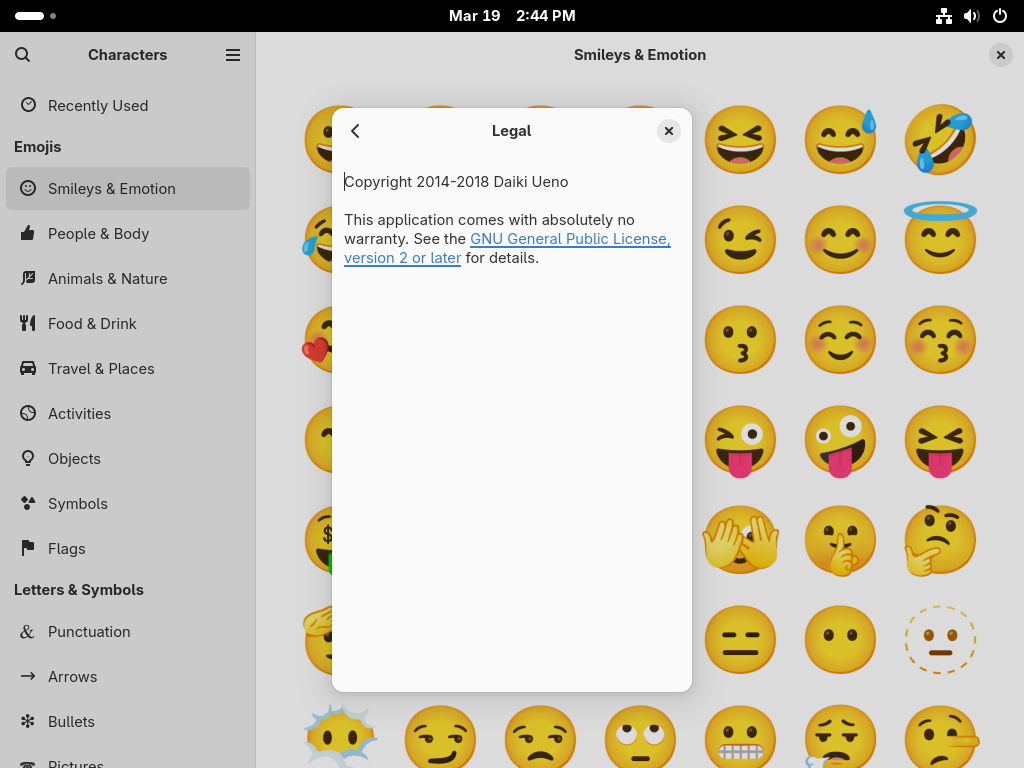 Mar 19 2:44 PM
Characters
Smileys & Emotion
Recently Used
Emojis
Smileys & Emotion
People & Body
Animals & Nature
Food & Drink
Travel & Places
Activities
Objects
Symbols
Flags
Letters & Symbols
Punctuation
Arrows
Bullets
Pictures
Legal
Copyright 2014-2018 Daiki Ueno
This application comes with absolutely no
warranty. See the GNU General Public License,
version 2 or later for details.